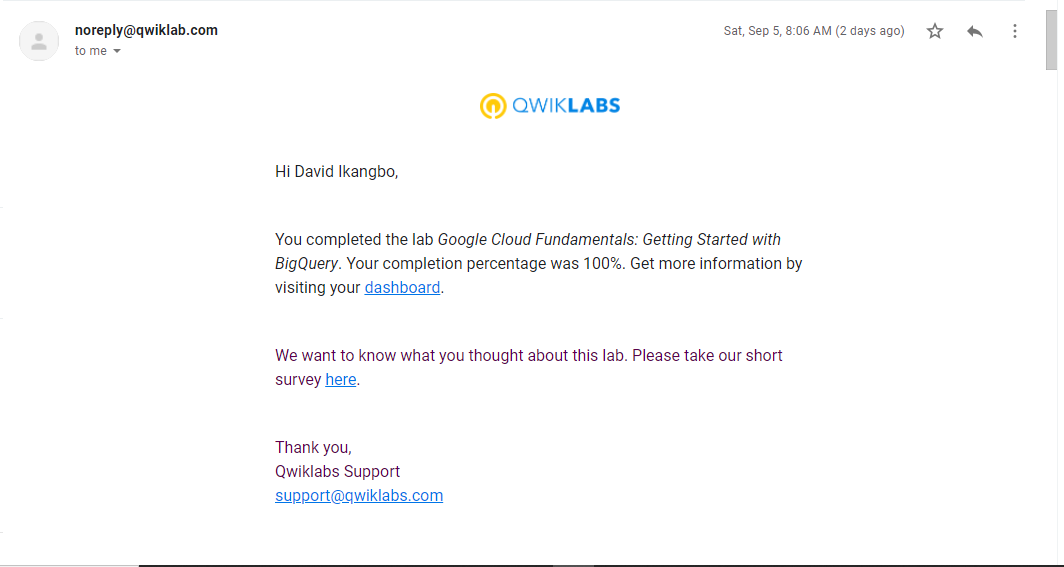 noreply@qwiklab.com
Sat, Sep 5, 8:06 AM (2 days ago)
to me
QWIKLABS
Hi David Ikangbo,
You completed the lab Google Cloud Fundamentals: Getting Started with
BigQuery. Your completion percentage was 100%. Get more information by
visiting your dashboard.
We want to know what you thought about this lab. Please take our short
survey here.
Thank you,
Qwiklabs Support
support@qwiklabs.com